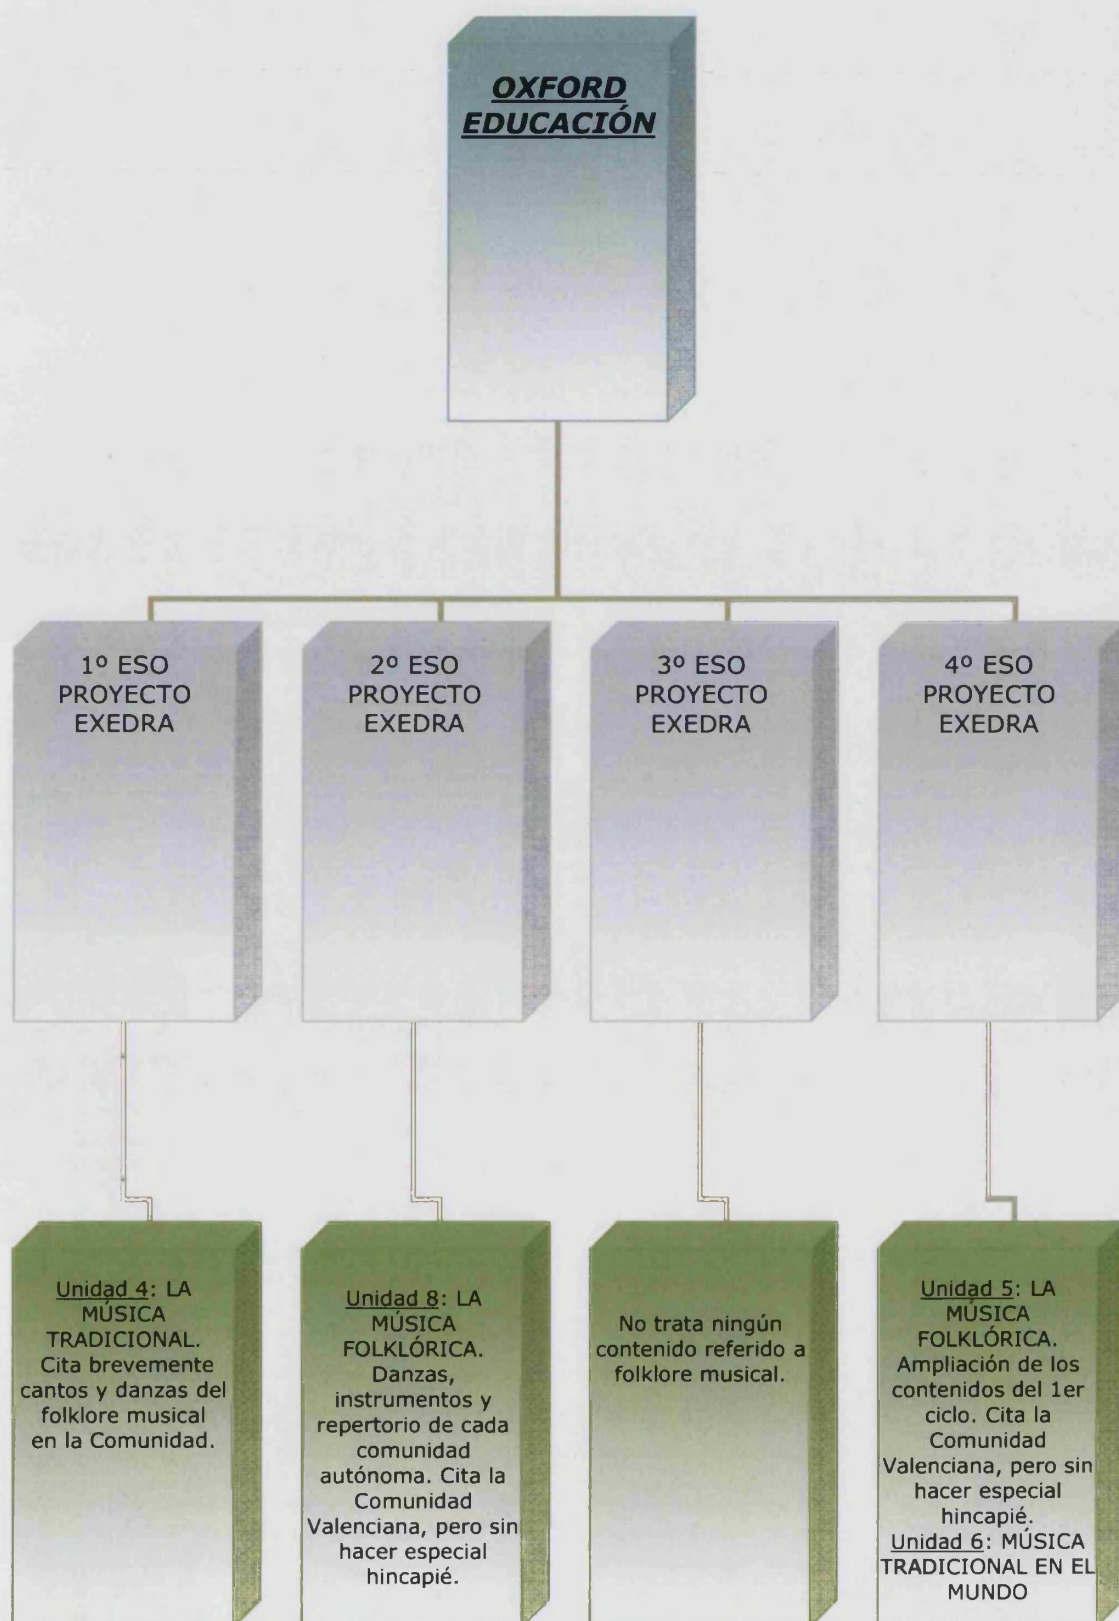 OXFORD
EDUCACIÓN
1º ESO
PROYECTO
EXEDRA
2º ESO
PROYECTO
EXEDRA
3º ESO
PROYECTO
EXEDRA
4º ESO
PROYECTO
EXEDRA
Unidad 4: LA
MÚSICA
TRADICIONAL.
Cita brevemente
cantos y danzas del
folklore musical
en la Comunidad.
Unidad 8: LA
MÚSICA
FOLKLÓRICA.
Danzas,
instrumentos y
repertorio de cada
comunidad
autónoma. Cita la
Comunidad
Valenciana, pero sin
hacer especial
hincapié.
No trata ningún
contenido referido a
folklore musical.
Unidad 5: LA
MÚSICA
FOLKLÓRICA.
Ampliación de los
contenidos del 1er
ciclo. Cita la
Comunidad
Valenciana, pero sin
hacer especial
hincapié.
Unidad 6: MÚSICA
TRADICIONAL EN EL
MUNDO